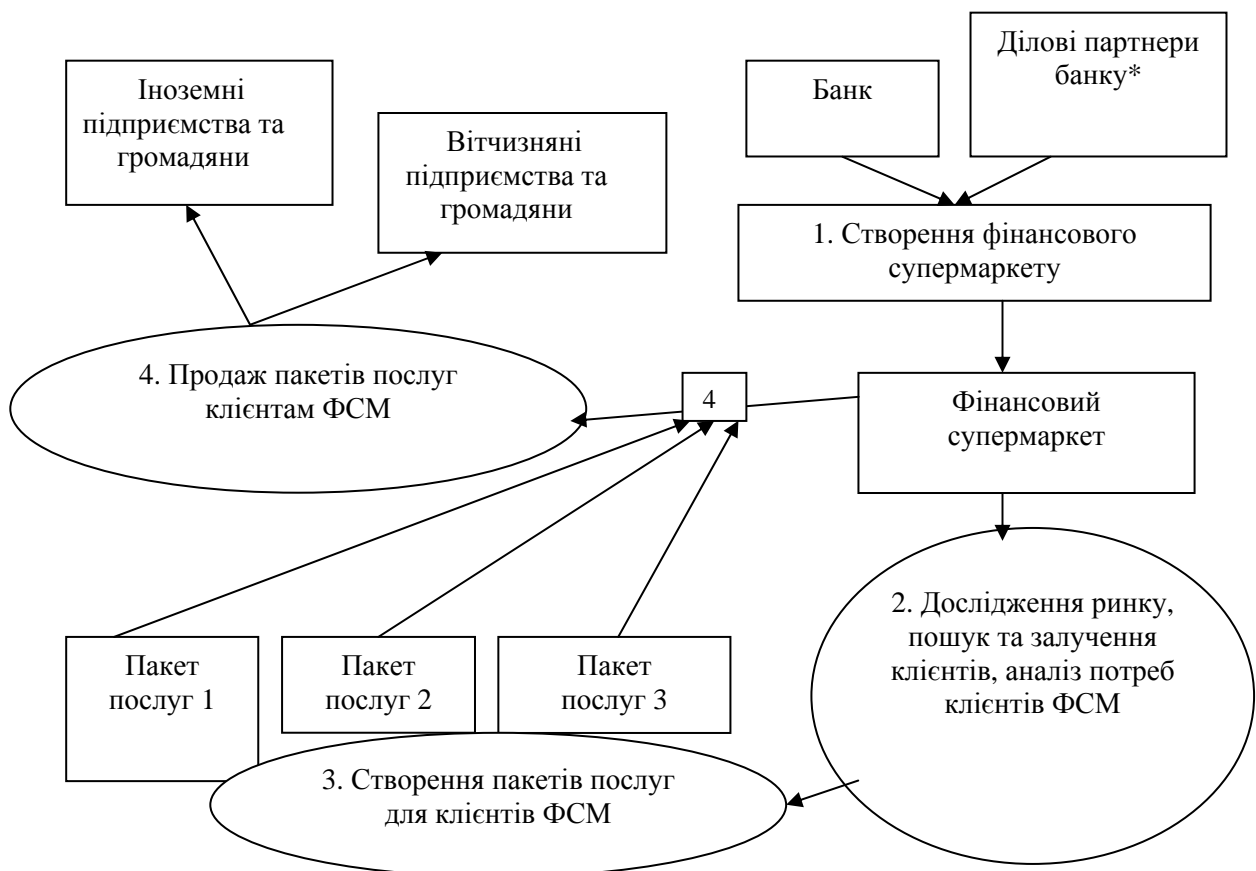 Ділові партнери
банку*
Іноземні
підприємства та
громадяни
Банк
Вітчизняні
підприємства та
громадяни
1. Створення фінансового
супермаркету
4. Продаж пакетів послуг
клієнтам ФСМ
4
Фінансовий
супермаркет
2. Дослідження ринку,
пошук та залучення
клієнтів, аналіз потреб
клієнтів ФСМ
Пакет
послуг 1
Пакет
послуг 2
Пакет
послуг 3
3. Створення пакетів послуг
для клієнтів ФСМ